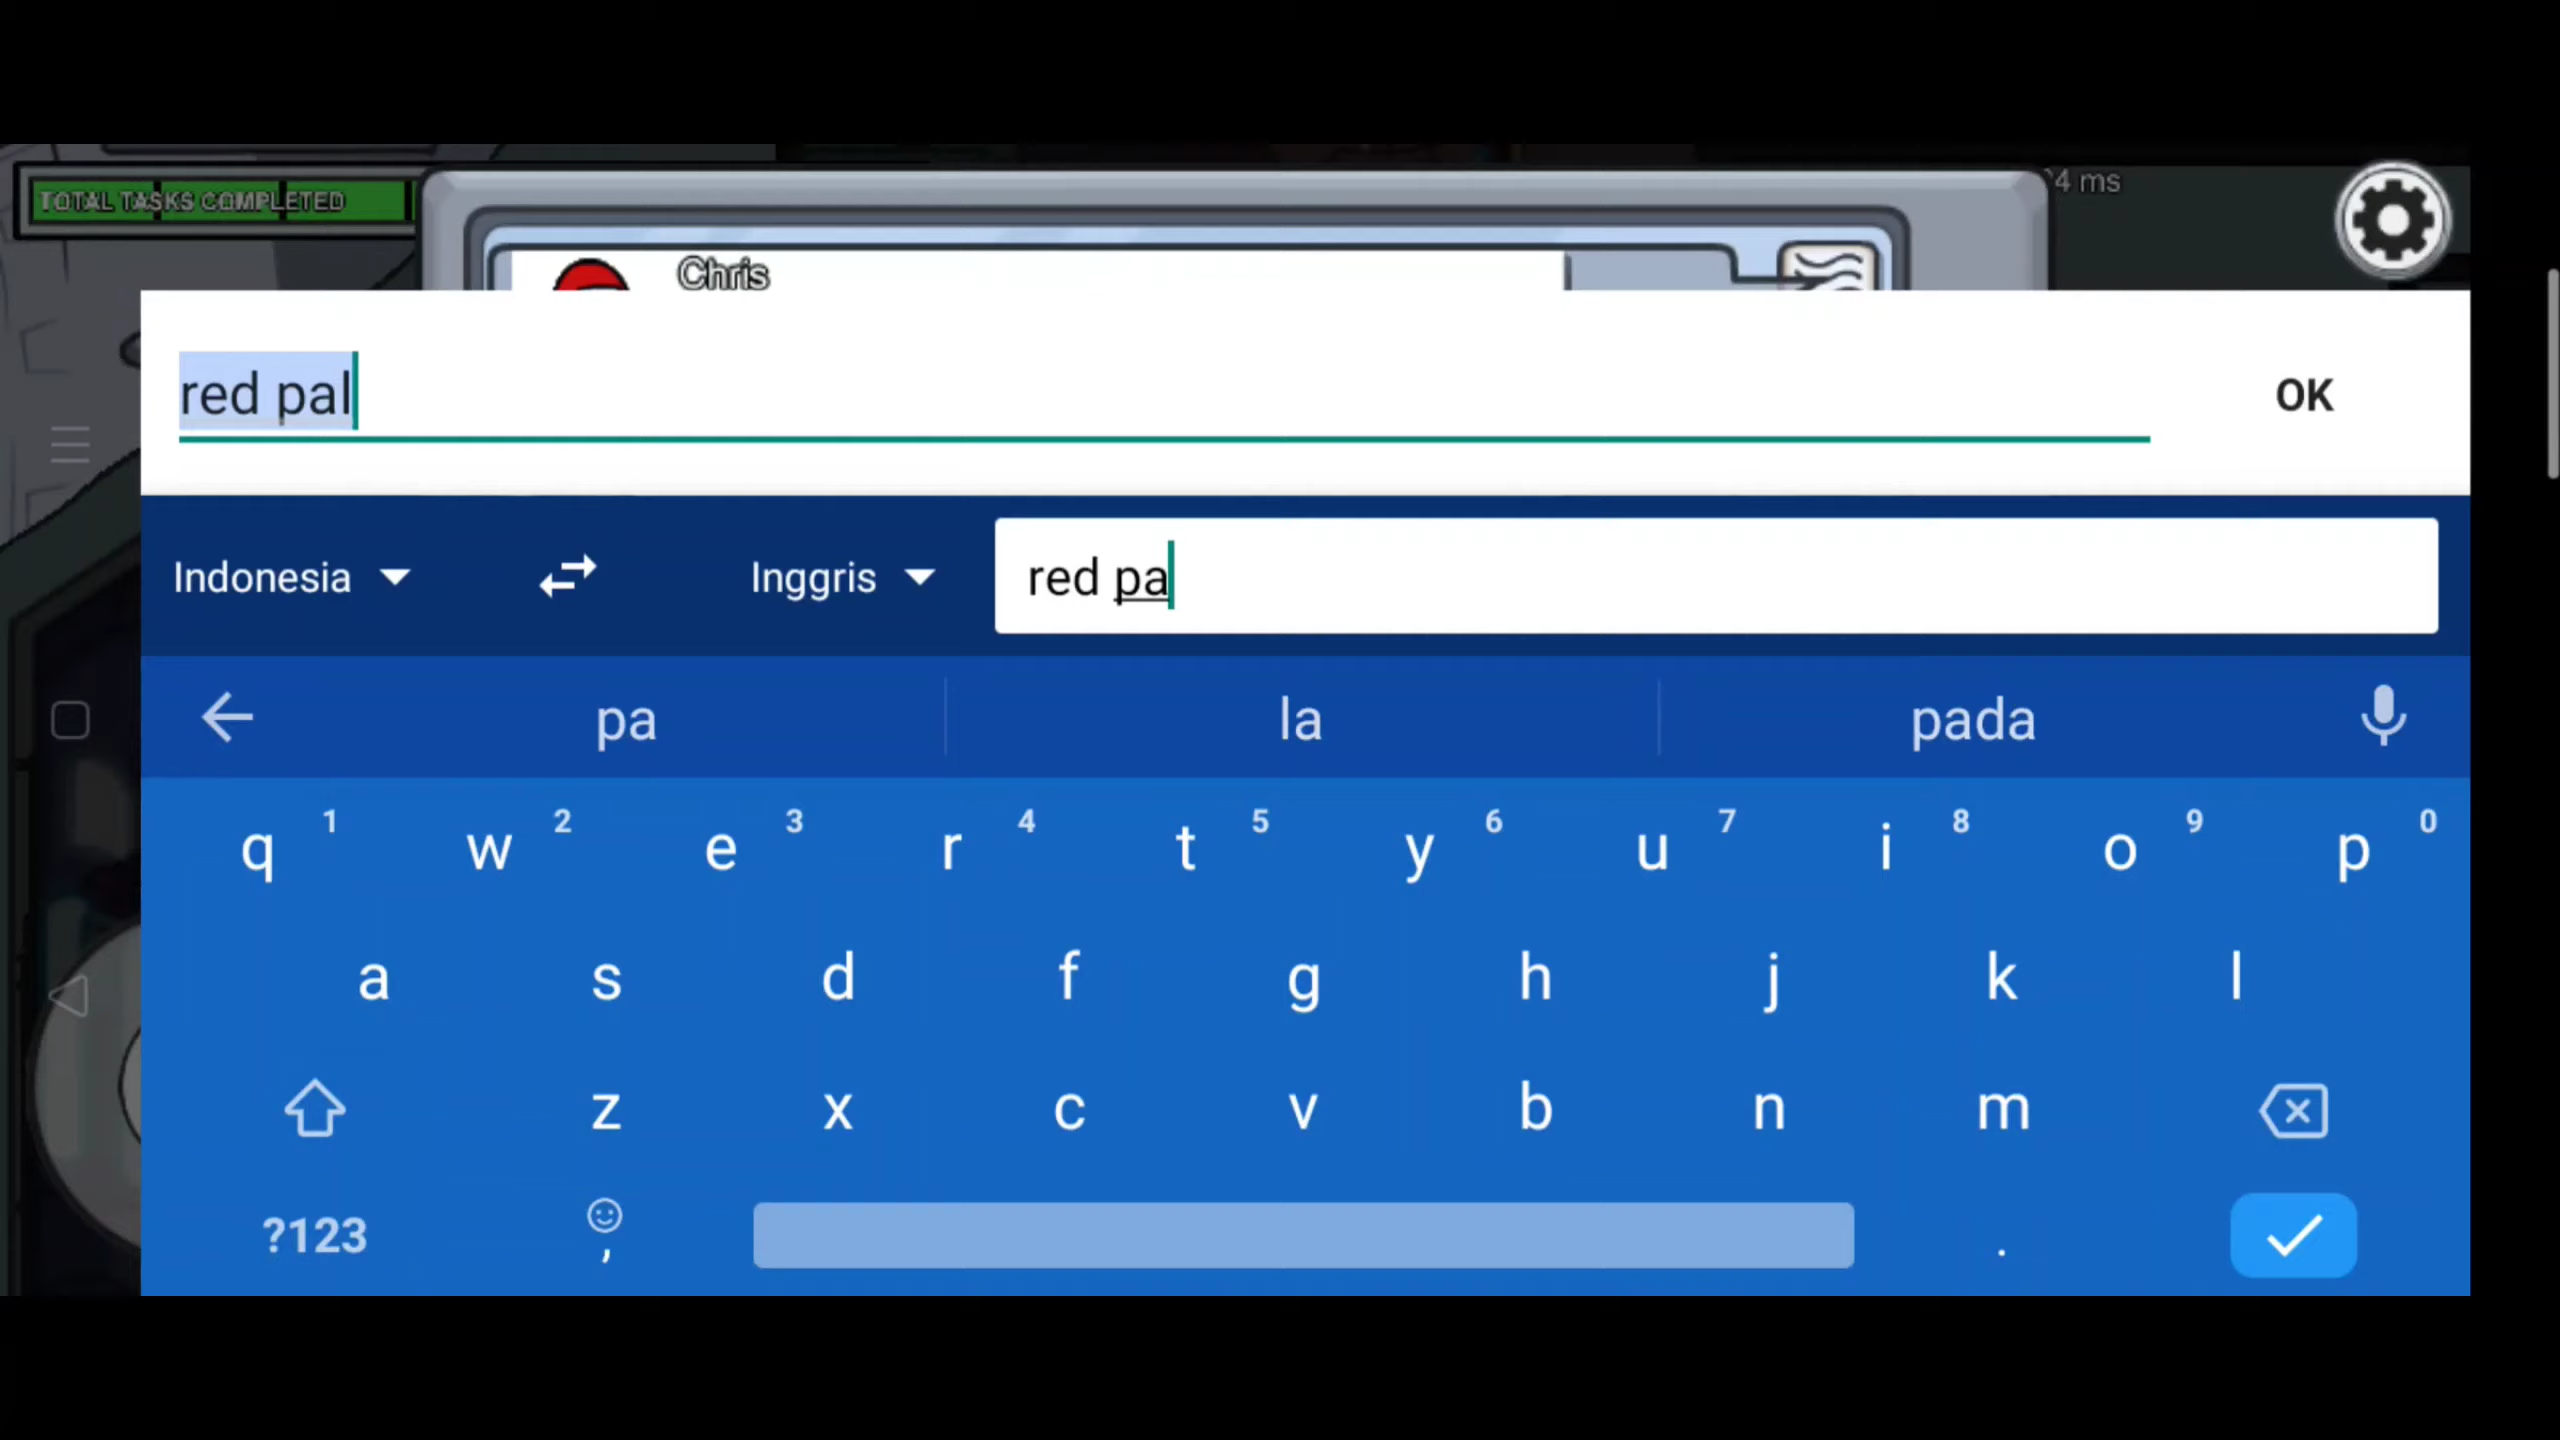 TOTAL TASKS COMPLETED
4 ms
Chris
red pal
OK
Indonesia
Inggris
red pa
pa la pada
q 1 w 2 e 3 r 4 t 5 y 6 u 7 i 8 o 9 p 0
a s d f g h j k l
z x c v b n m
?123 , .